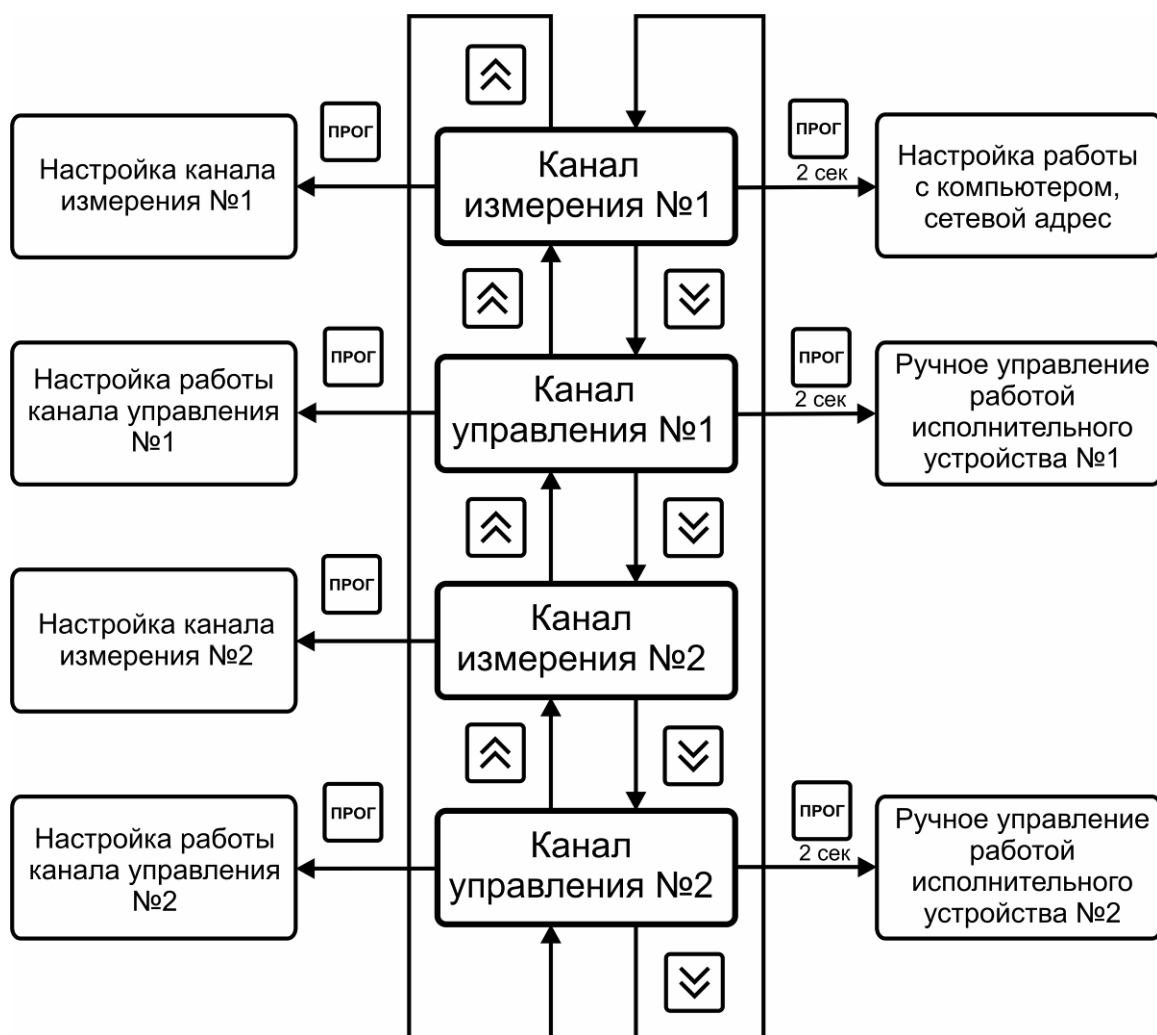 ПРОГ
Настройка канала
измерения №1
Канал
измерения №1
ПРОГ
2 сек
Настройка работы
с компьютером,
сетевой адрес
ПРОГ
Настройка работы
канала управления
№1
Канал
управления №1
ПРОГ
2 сек
Ручное управление
работой
исполнительного
устройства №1
ПРОГ
Настройка канала
измерения №2
Канал
измерения №2
ПРОГ
Настройка работы
канала управления
№2
Канал
управления №2
ПРОГ
2 сек
Ручное управление
работой
исполнительного
устройства №2